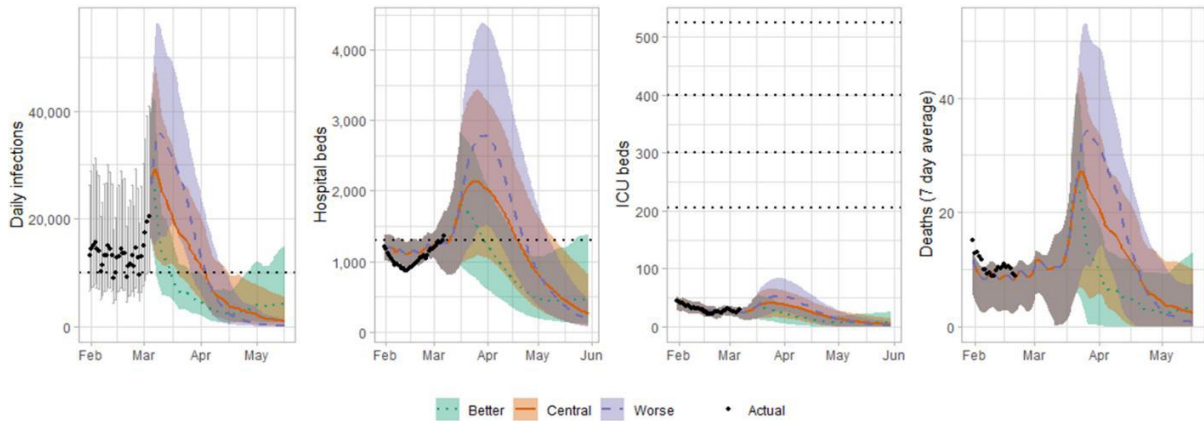 Daily infections
40,000
20,000
0
Feb Mar Apr May
Hospital beds
4,000
3,000
2,000
1,000
0
Feb Mar Apr May Jun
ICU beds
500
400
300
200
100
0
Feb Mar Apr May Jun
Deaths (7 day average)
40
20
0
Feb Mar Apr May
Better Central Worse Actual